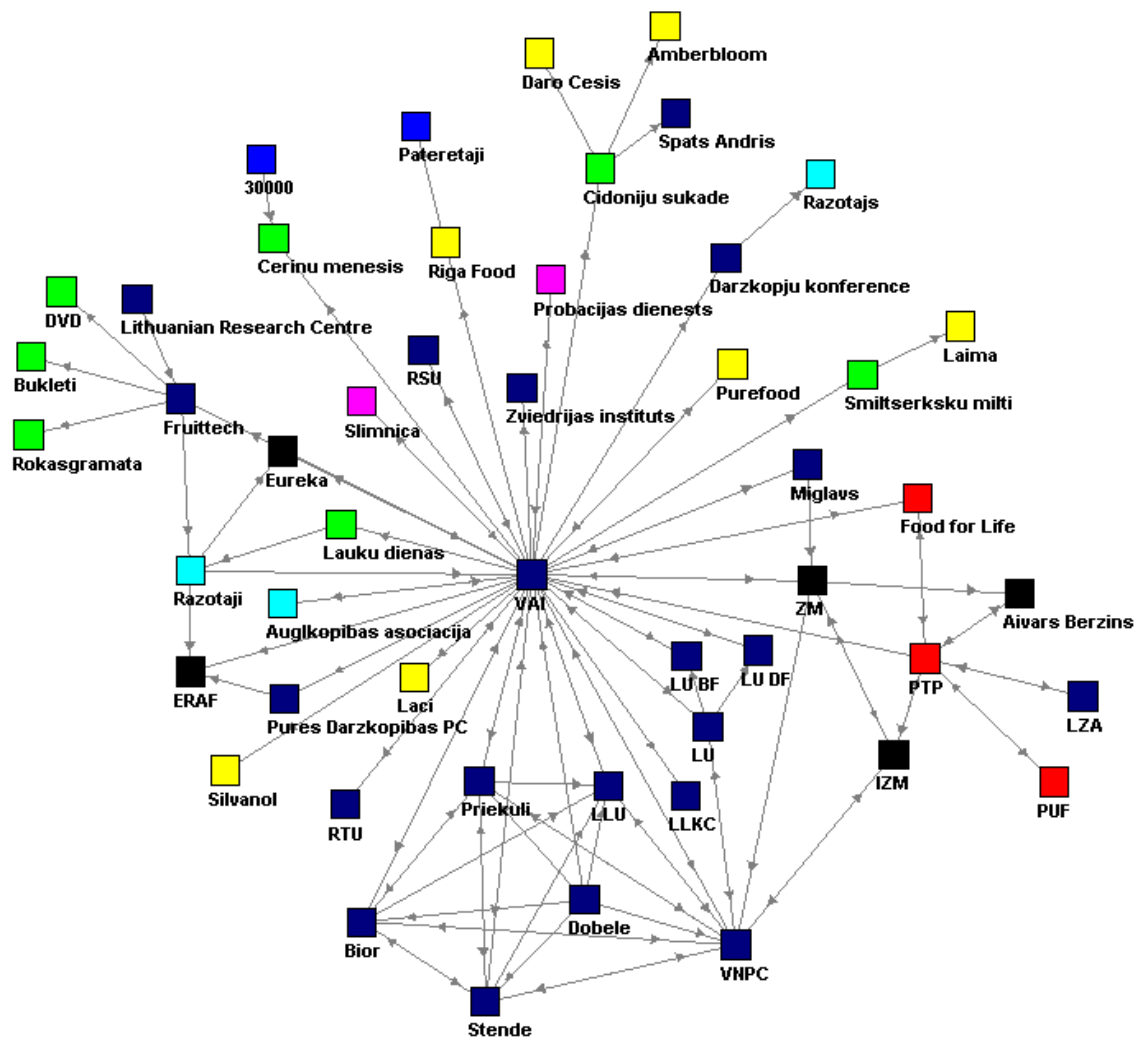 Amberbloom
Daro Cesis
Spats Andris
Pateretaji
30000
Cidoniju sukade
Razotajs
Cerinu menesis
Riga Food
Darzkopju konference
Probacijas dienests
DVD
Lithuanian Research Centre
Laima
Bukleti
RSU
Purefood
Smiltserksku milti
Zviedrijas instituts
Fruittech
Slimnica
Rokasgramata
Eureka
Miglavs
Food for Life
Lauku dienas
Razotaji
VAI
ZM
Aivars Berzins
Auglkopibas asociacija
LU BF
LU DF
ERAF
Laci
PTP
Pures Darzkopibas PC
LZA
LU
IZM
Silvanol
Priekuli
LLU
LLKC
PUF
RTU
Dobele
Bior
VNPC
Stende